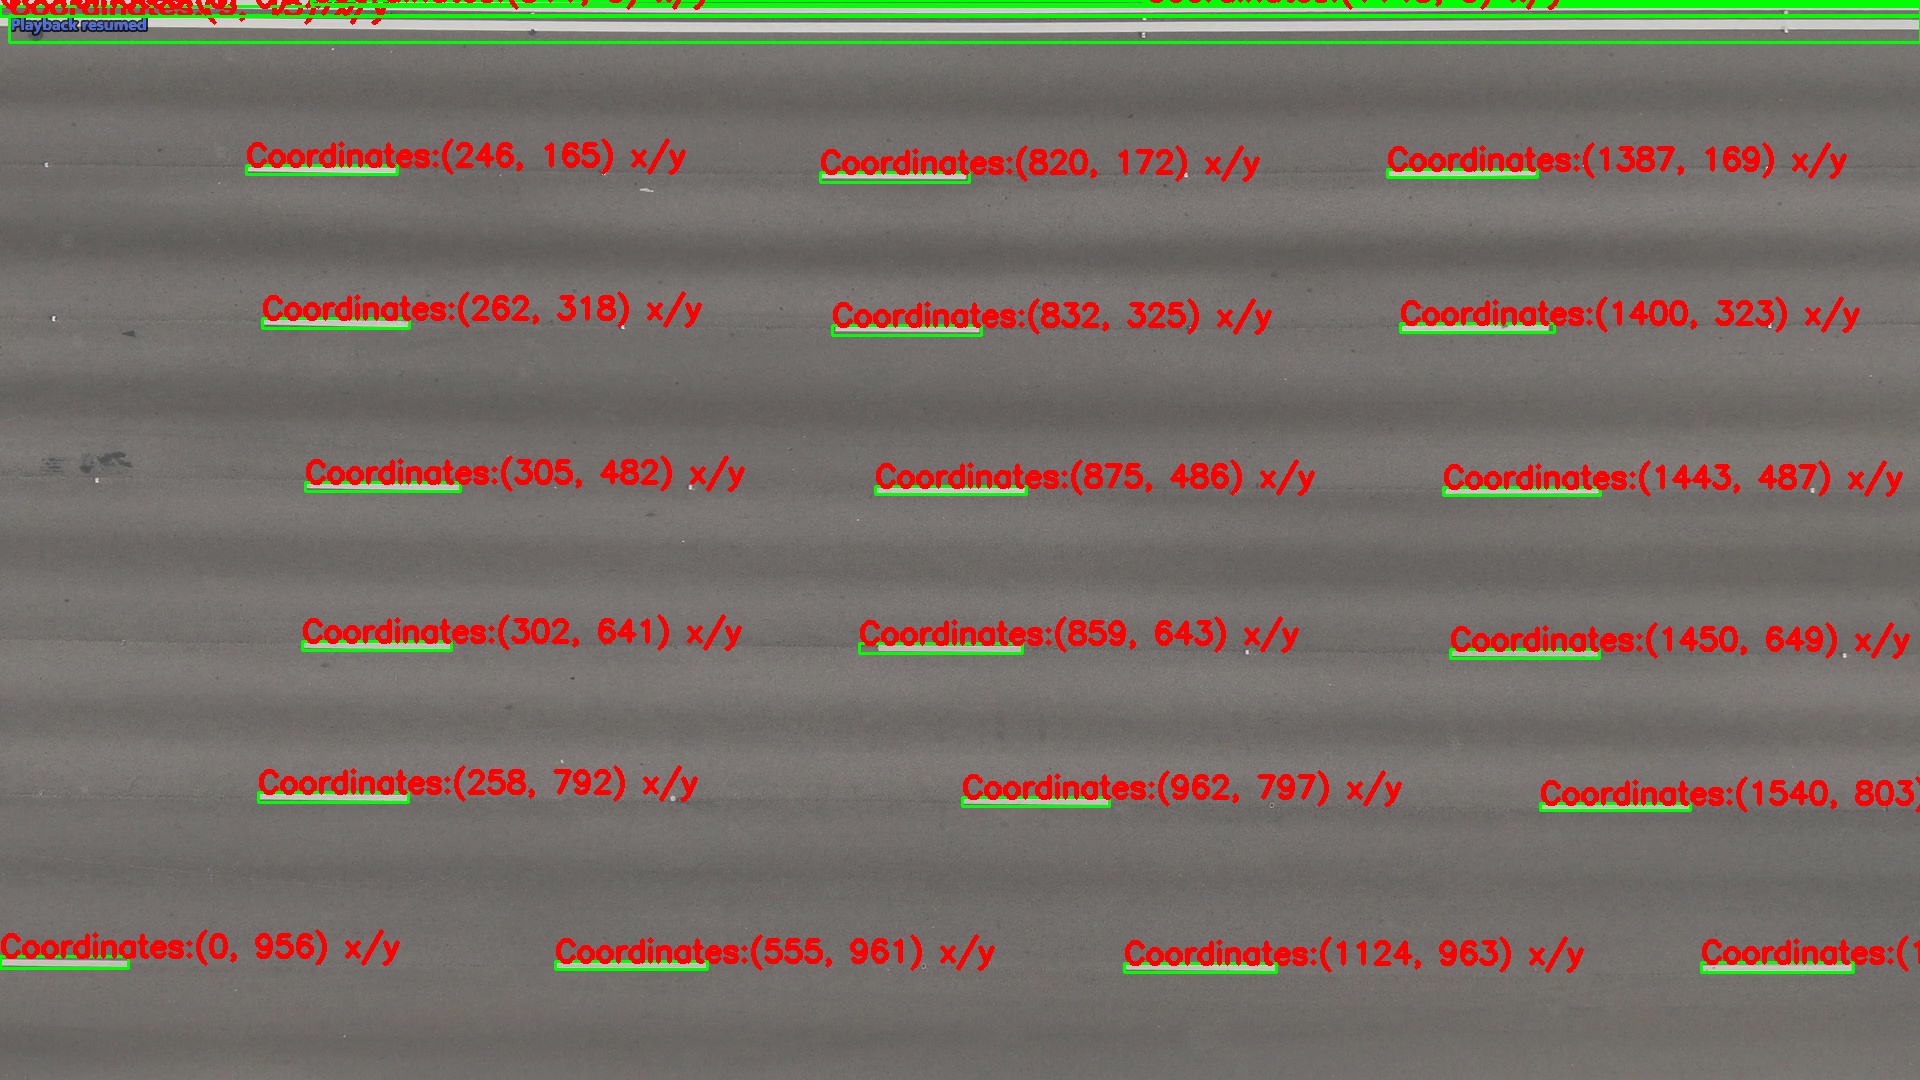 Playback resumed
Coordinates:(246, 165) x/y
Coordinates:(820, 172) x/y
Coordinates:(1387, 169) x/y
Coordinates:(262, 318) x/y
Coordinates:(832, 325) x/y
Coordinates:(1400, 323) x/y
Coordinates:(305, 482) x/y
Coordinates:(875, 486) x/y
Coordinates:(1443, 487) x/y
Coordinates:(302, 641) x/y
Coordinates:(859, 643) x/y
Coordinates:(1450, 649) x/y
Coordinates:(258, 792) x/y
Coordinates:(962, 797) x/y
Coordinates:(1540, 803)
Coordinates:(0, 956) x/y
Coordinates:(555, 961) x/y
Coordinates:(1124, 963) x/y
Coordinates:(1